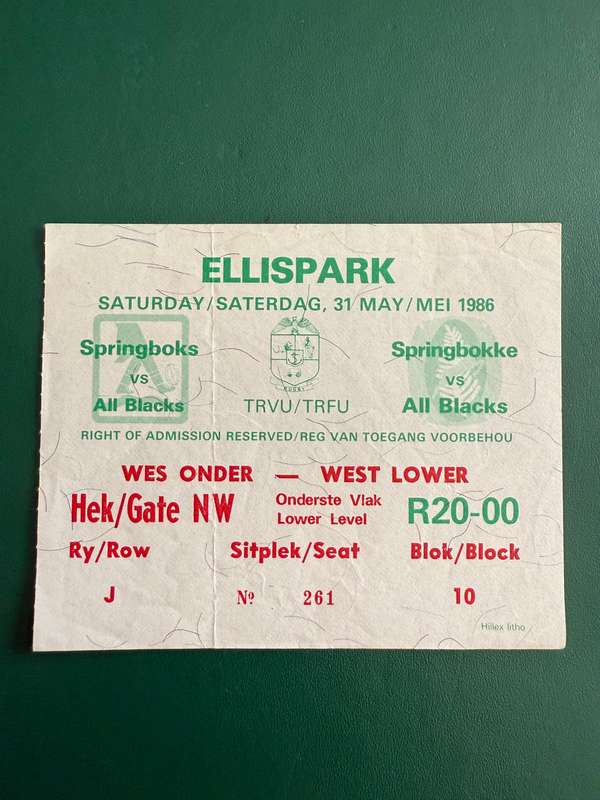 ELLISPARK
SATURDAY/SATERDAG, 31 MAY/MEI 1986
Springboks
vs
All Blacks
RUGBY
TRVU/TRFU
Springbokke
vs
All Blacks
RIGHT OF ADMISSION RESERVED/REG VAN TOEGANG VOORBEHOU
WES ONDER — WEST LOWER
Hek/Gate NW
Onderste Vlak
Lower Level
R20-00
Ry/Row Sitplek/Seat Blok/Block
J Nº 261 10
Hillex litho